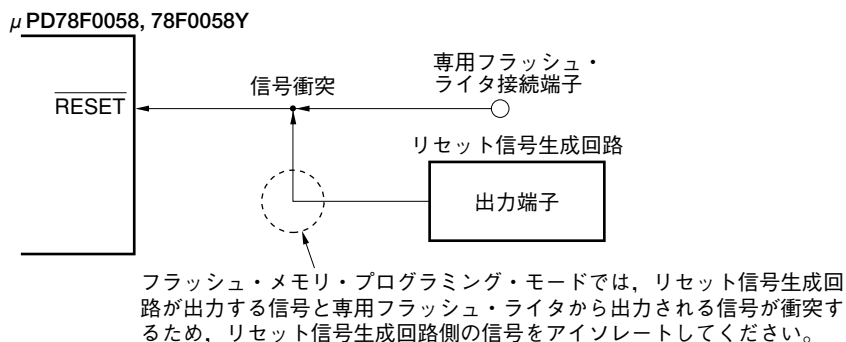 μPD78F0058, 78F0058Y
専用フラッシュ・
ライタ接続端子
信号衝突
RESET
リセット信号生成回路
出力端子
フラッシュ・メモリ・プログラミング・モードでは，リセット信号生成回
路が出力する信号と専用フラッシュ・ライタから出力される信号が衝突す
るため，リセット信号生成回路側の信号をアイソレートしてください。